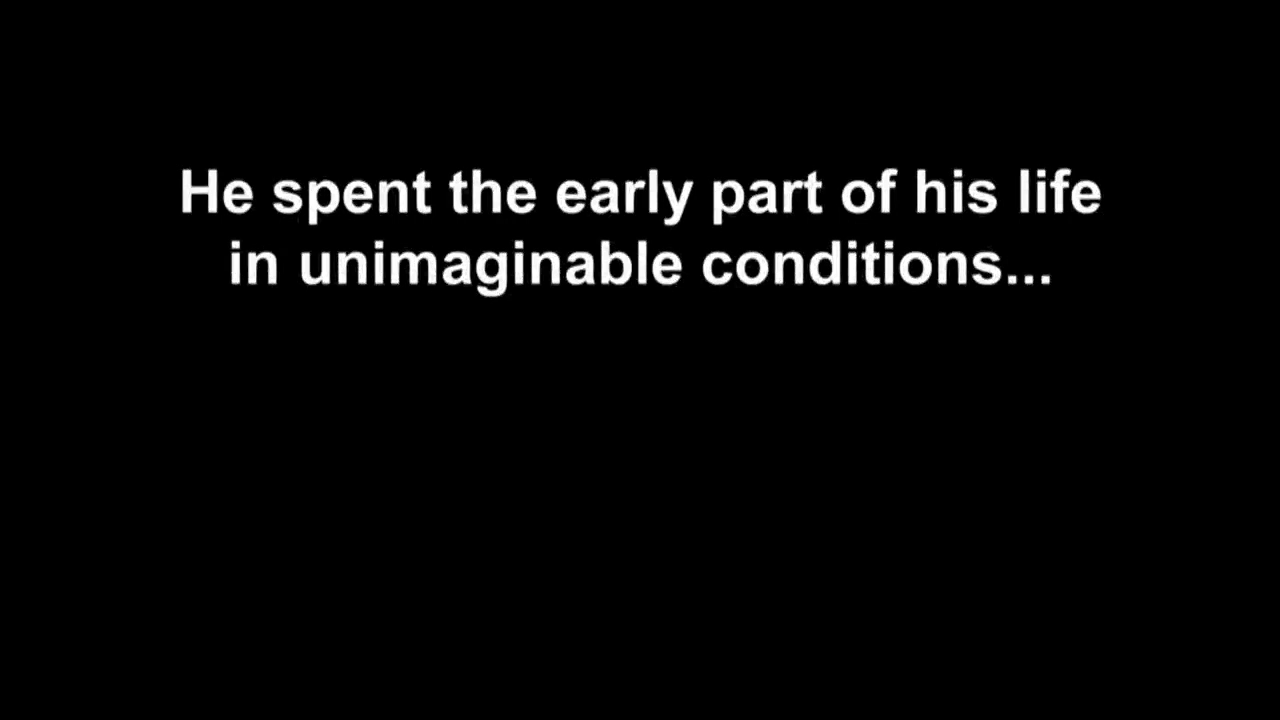 He spent the early part of his life
in unimaginable conditions...